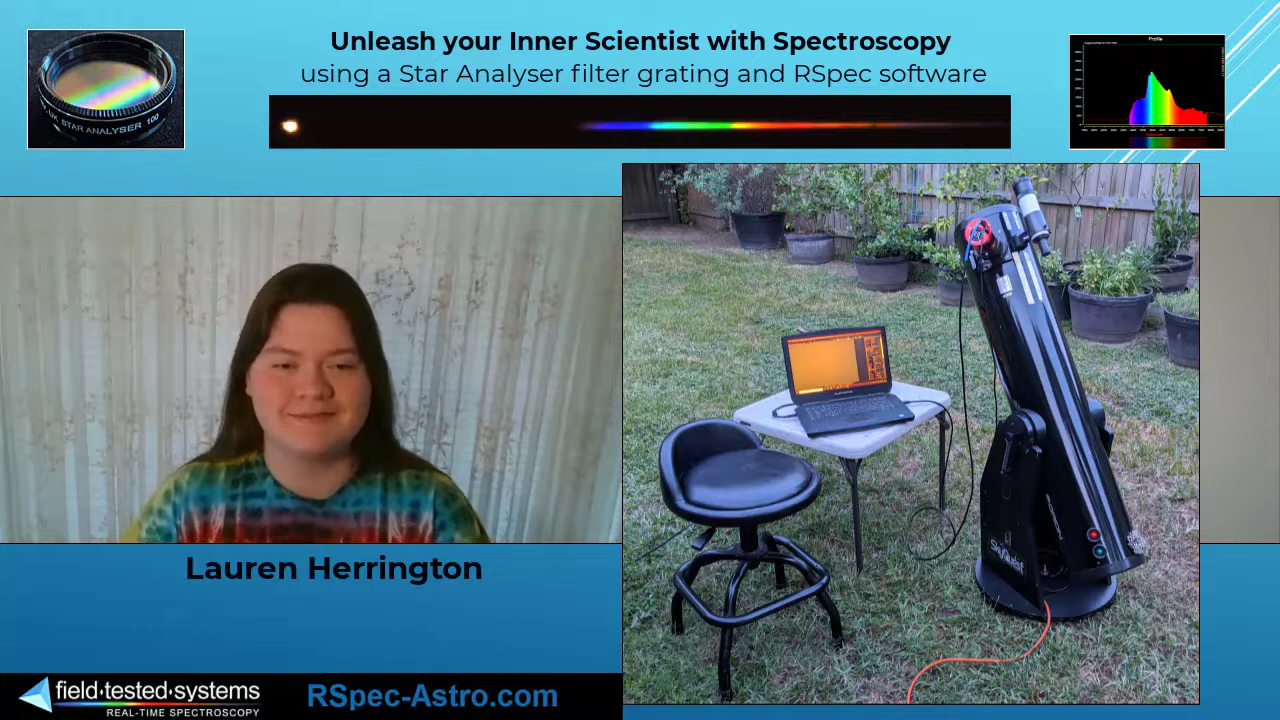 Unleash your Inner Scientist with Spectroscopy
using a Star Analyser filter grating and RSpec software
STAR ANALYSER 100
Profile
SkyQuest
Lauren Herrington
field·tested·systems
REAL-TIME SPECTROSCOPY
RSpec-Astro.com